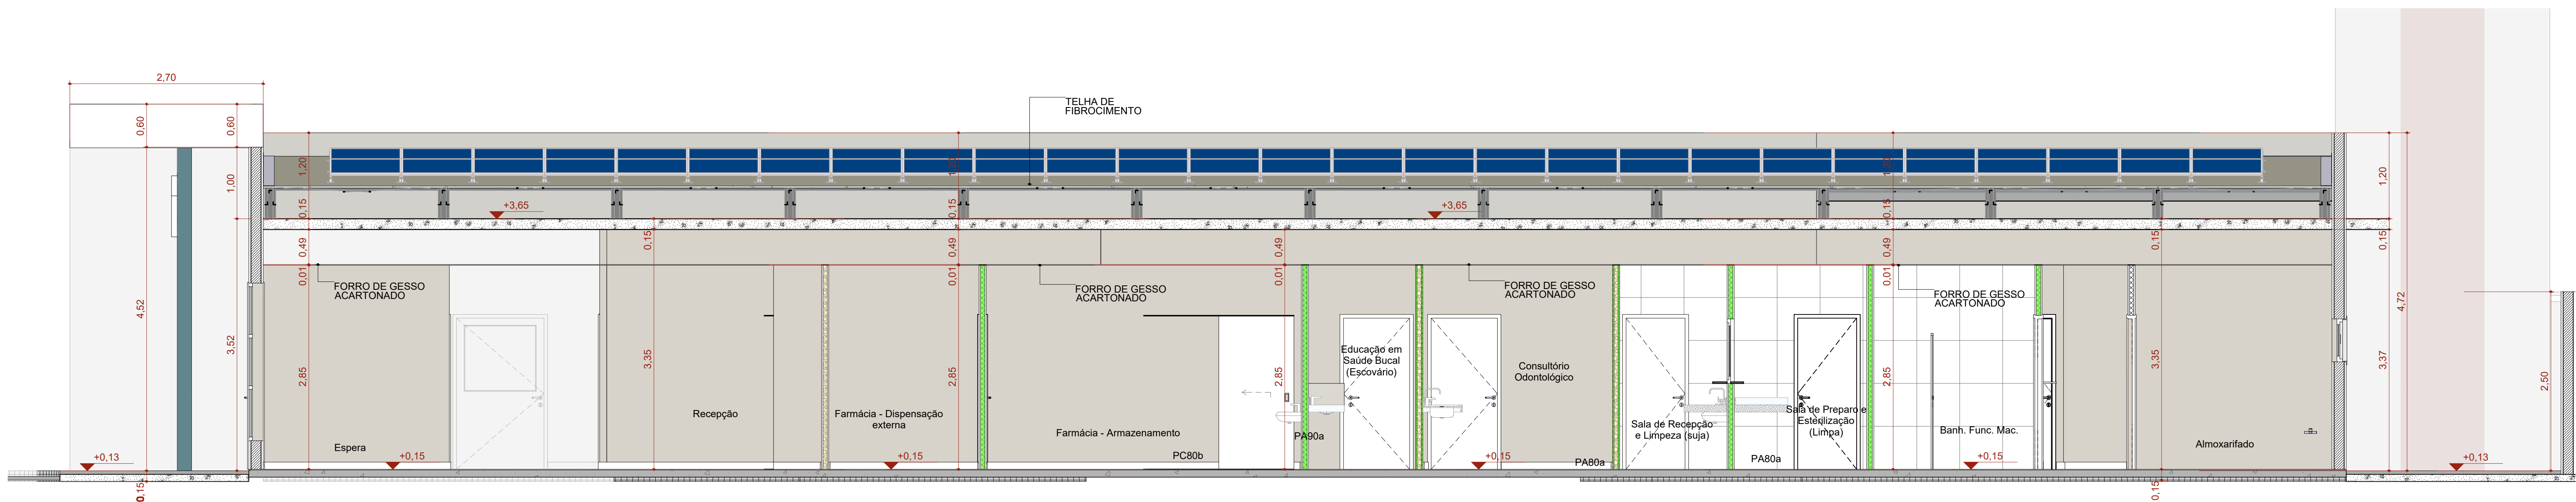 2,70
TELHA DE
FIBROCIMENTO
0,60
0,60
1,20
1,20
1,20
1,20
1,00
0,15
0,15
0,15
+3,65
+3,65
0,49
0,15
0,49
0,49
0,49
0,15
0,15
0,01
0,01
0,01
0,01
FORRO DE GESSO
ACARTONADO
FORRO DE GESSO
ACARTONADO
FORRO DE GESSO
ACARTONADO
FORRO DE GESSO
ACARTONADO
4,52
3,52
2,85
3,35
2,85
2,85
2,85
3,35
3,37
4,72
2,50
Educação em
Saúde Bucal
(Escovário)
Consultório
Odontológico
Espera
Recepção
Farmácia - Dispensação
externa
Farmácia - Armazenamento
PC80b
PA90a
Sala de Recepção
e Limpeza (suja)
PA80a
Sala de Preparo e
Esterilização
(Limpa)
PA80a
Banh. Func. Mac.
Almoxarifado
+0,13
+0,15
+0,15
+0,15
+0,15
+0,13
0,15
0,15